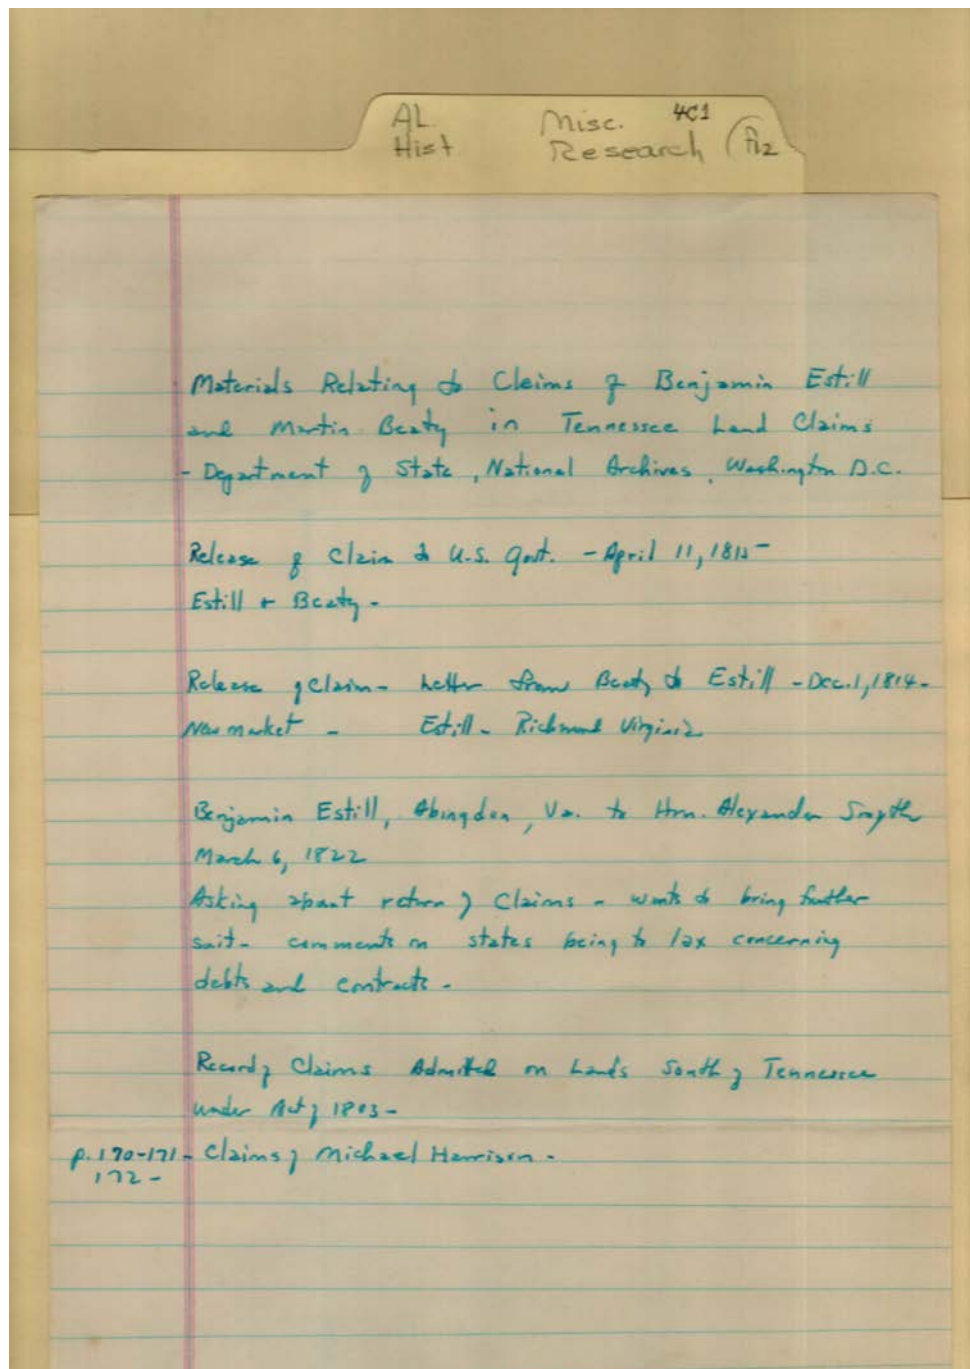 AL Misc. 4C1
Hist Research
Materials Relating to Claims of Benjamin Estill
and Martin Beaty in Tennessee Land Claims
- Department of State, National Archives, Washington D.C.
Release of Claim to U.S. Govt. - April 11,
Estill + Beaty -
Release of Claim - Letter from Beaty to Estill - Dec. 1, 1814 -
Newmarket - Estill - Richmond Virginia
Benjamin Estill, Abingdon, Va. to Hon. Alexander Smyth
March 6, 1822
Asking about return of Claims - wants to bring further
suit - comments on states being to lax concerning
debts and contracts -
Record of Claims Admitted on Lands South of Tennessee
under Act of 1803 -
p. 170-171 - Claims of Michael Harrison -
172 -